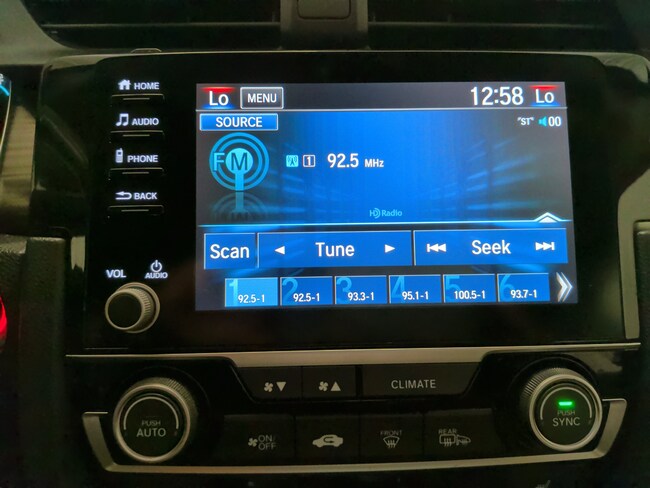 HOME
AUDIO
PHONE
BACK
VOL
AUDIO
Lo MENU 12:58 Lo
SOURCE "ST" 00
FM 1 92.5 MHz
HD Radio
Scan Tune Seek
1 2 3 4 5 6
92.5-1 92.5-1 93.3-1 95.1-1 100.5-1 93.7-1
CLIMATE
PUSH
AUTO
ON/
OFF
FRONT
REAR
PUSH
SYNC